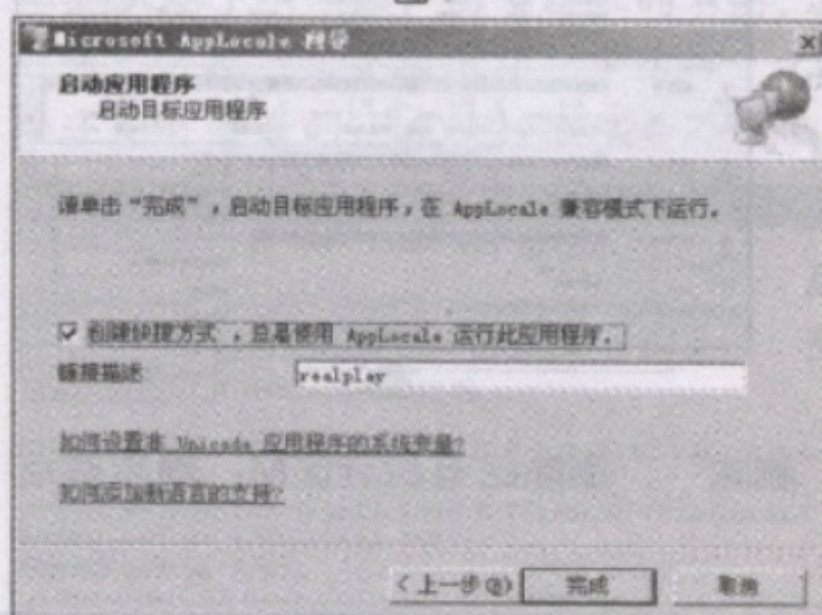 Microsoft AppLocale 向导
启动应用程序
启动目标应用程序
请单击“完成”，启动目标应用程序，在 AppLocale 兼容模式下运行。
创建快捷方式，总是使用 AppLocale 运行此应用程序。
链接描述
realplay
如何设置非 Unicode 应用程序的系统变量?
如何添加新语言的支持?
<上一步(B)
完成
取消